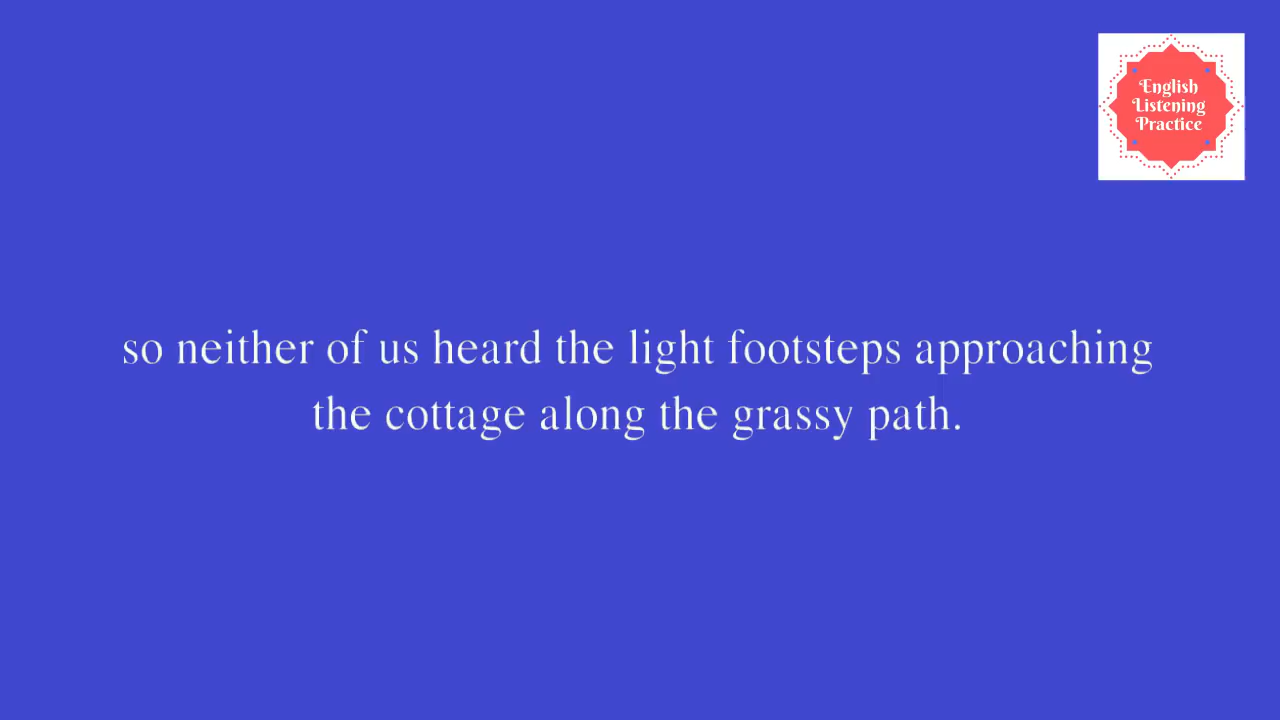 English
Listening
Practice
so neither of us heard the light footsteps approaching
the cottage along the grassy path.